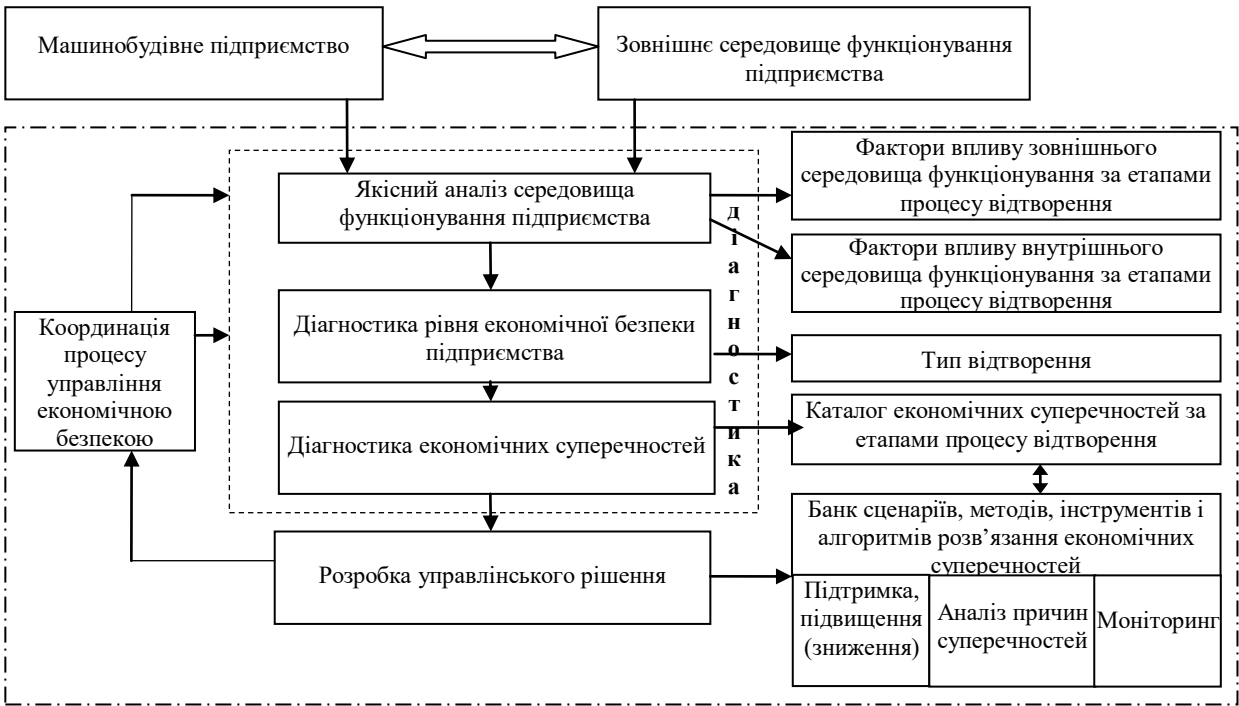 Машинобудівне підприємство
Зовнішнє середовище функціонування
підприємства
Якісний аналіз середовища
функціонування підприємства
Фактори впливу зовнішнього
середовища функціонування за етапами
процесу відтворення
Фактори впливу внутрішнього
середовища функціонування за етапами
процесу відтворення
діагностика
Координація
процесу
управління
економічною
безпекою
Діагностика рівня економічної безпеки
підприємства
Тип відтворення
Діагностика економічних суперечностей
Каталог економічних суперечностей за
етапами процесу відтворення
Розробка управлінського рішення
Банк сценаріїв, методів, інструментів і
алгоритмів розв’язання економічних
суперечностей
Підтримка,
підвищення
(зниження)
Аналіз причин
суперечностей
Моніторинг